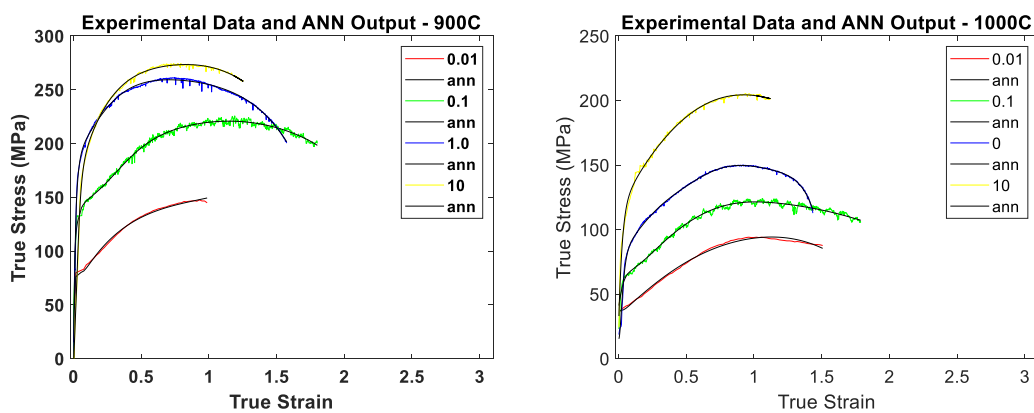 Experimental Data and ANN Output - 900C
300
250
200
150
100
50
0
True Stress (MPa)
0 0.5 1 1.5 2 2.5 3
True Strain
0.01
ann
0.1
ann
1.0
ann
10
ann
Experimental Data and ANN Output - 1000C
250
200
150
100
50
0
True Stress (MPa)
0 0.5 1 1.5 2 2.5 3
True Strain
0.01
ann
0.1
ann
0
ann
10
ann